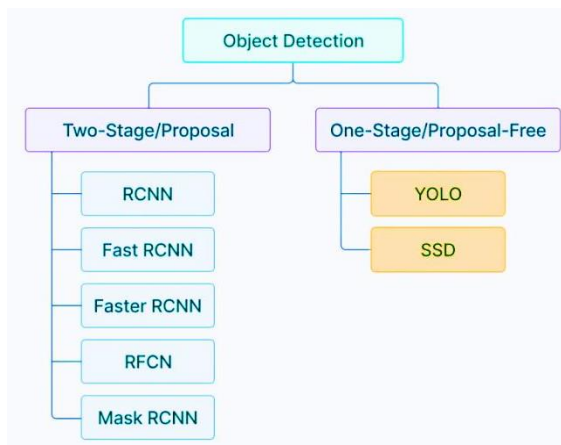 Object Detection
Two-Stage/Proposal
One-Stage/Proposal-Free
RCNN
Fast RCNN
Faster RCNN
RFCN
Mask RCNN
YOLO
SSD